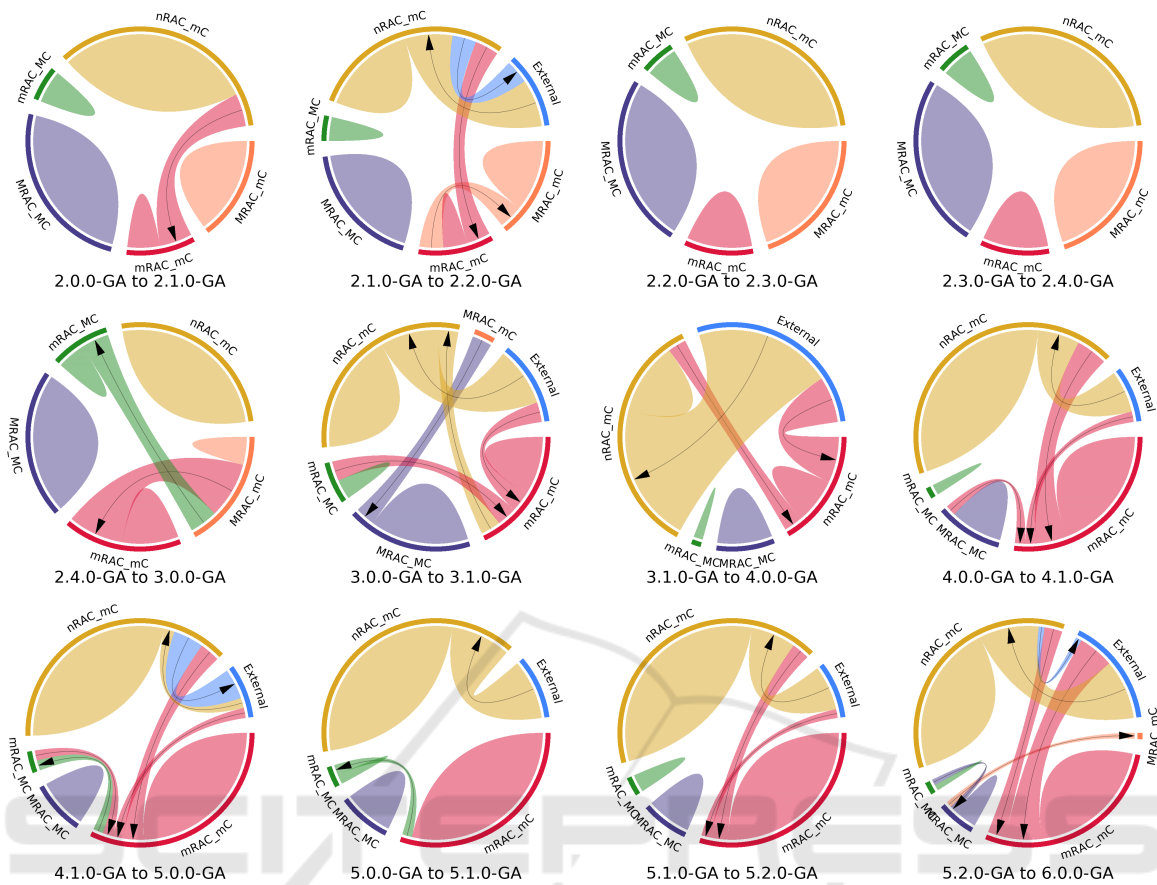 nRAC_mC
mRAC_MC
MRAC_MC
mRAC_mC
MRAC_mC
2.0.0-GA to 2.1.0-GA
nRAC_mC
External
mRAC_MC
MRAC_MC
mRAC_mC
MRAC_mC
2.1.0-GA to 2.2.0-GA
nRAC_mC
mRAC_MC
MRAC_MC
mRAC_mC
MRAC_mC
2.2.0-GA to 2.3.0-GA
nRAC_mC
mRAC_MC
MRAC_MC
mRAC_mC
MRAC_mC
2.3.0-GA to 2.4.0-GA
nRAC_mC
mRAC_MC
MRAC_MC
mRAC_mC
MRAC_mC
2.4.0-GA to 3.0.0-GA
nRAC_mC
MRAC_mC
External
mRAC_MC
MRAC_MC
mRAC_mC
3.0.0-GA to 3.1.0-GA
External
nRAC_mC
mRAC_MC
MRAC_MC
mRAC_mC
3.1.0-GA to 4.0.0-GA
nRAC_mC
External
mRAC_MC
MRAC_MC
mRAC_mC
4.0.0-GA to 4.1.0-GA
nRAC_mC
External
mRAC_MC
MRAC_MC
mRAC_mC
4.1.0-GA to 5.0.0-GA
nRAC_mC
External
mRAC_MC
MRAC_MC
mRAC_mC
5.0.0-GA to 5.1.0-GA
nRAC_mC
External
mRAC_MC
MRAC_MC
mRAC_mC
5.1.0-GA to 5.2.0-GA
nRAC_mC
External
MRAC_mC
mRAC_MC
MRAC_MC
mRAC_mC
5.2.0-GA to 6.0.0-GA
SCITEPRESS